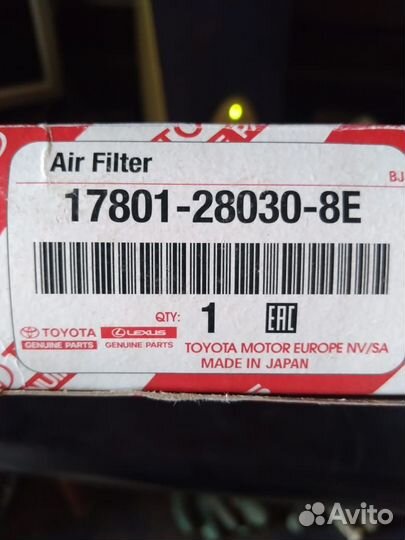 Air Filter
BJ
17801-28030-8E
QTY: 1 EAC
TOYOTA LEXUS
GENUINE PARTS GENUINE PARTS
TOYOTA MOTOR EUROPE NV/SA
MADE IN JAPAN
Avito